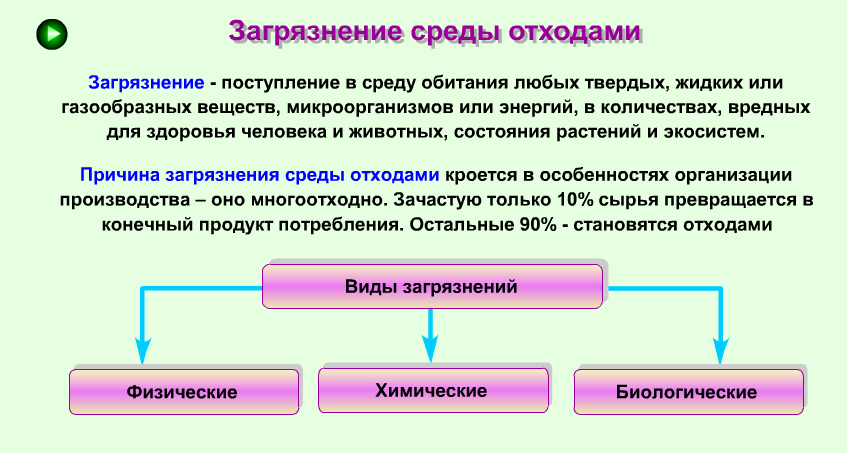 Загрязнение среды отходами
Загрязнение - поступление в среду обитания любых твердых, жидких или
газообразных веществ, микроорганизмов или энергий, в количествах, вредных
для здоровья человека и животных, состояния растений и экосистем.
Причина загрязнения среды отходами кроется в особенностях организации
производства – оно многоотходно. Зачастую только 10% сырья превращается в
конечный продукт потребления. Остальные 90% - становятся отходами
Виды загрязнений
Физические
Химические
Биологические